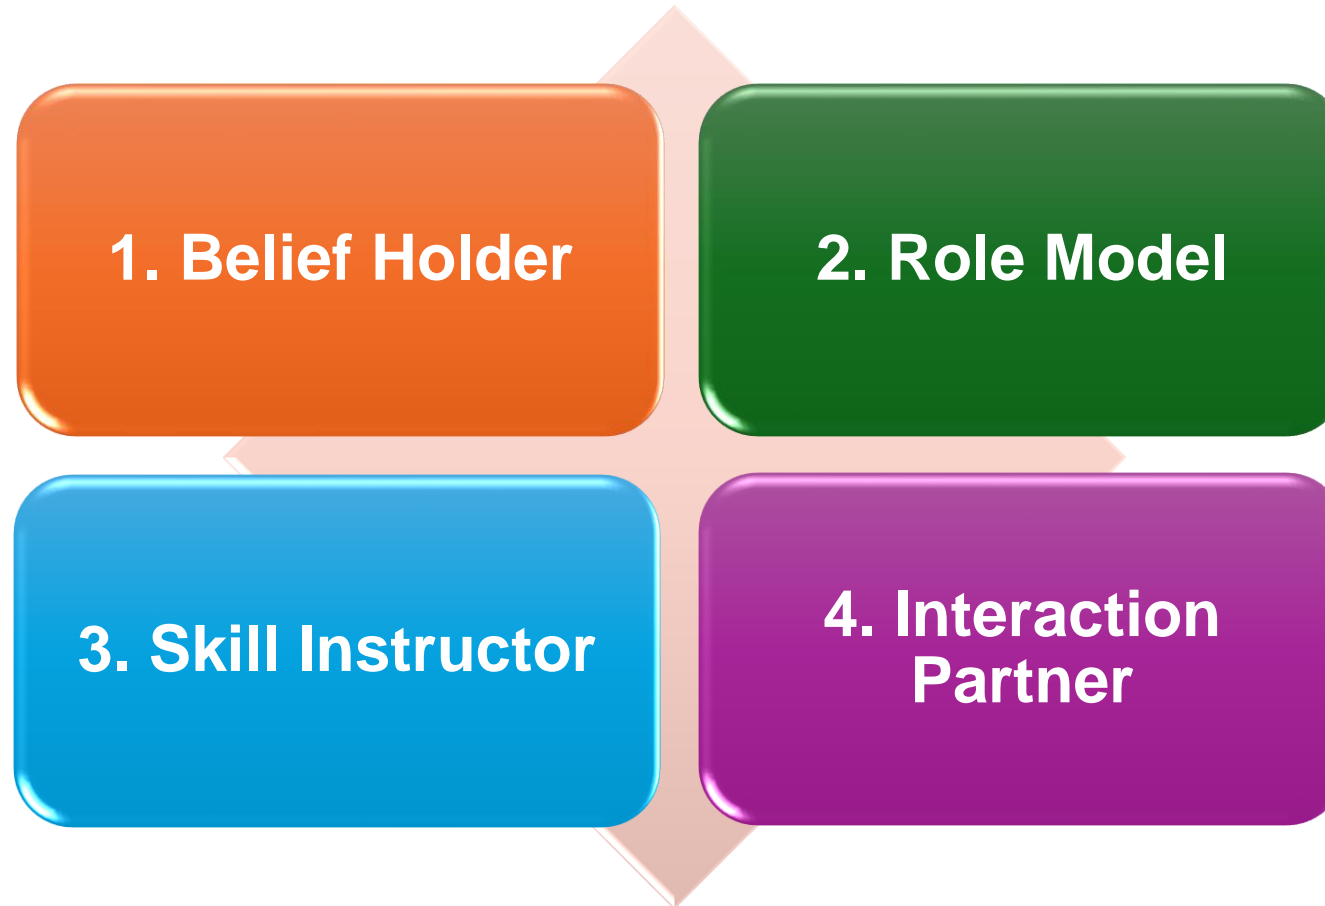 1. Belief Holder
2. Role Model
3. Skill Instructor
4. Interaction
Partner